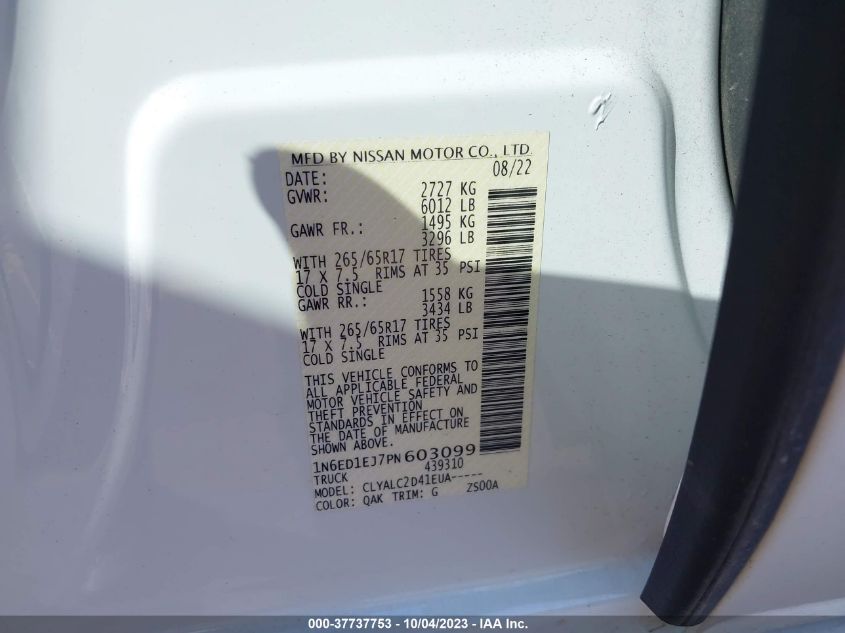 MFD BY NISSAN MOTOR CO., LTD.
DATE: 08/22
GVWR: 2727 KG
6012 LB
GAWR FR.: 1495 KG
3296 LB
WITH 265/65R17 TIRES
17 X 7.5 RIMS AT 35 PSI
COLD SINGLE
GAWR RR.: 1558 KG
3434 LB
WITH 265/65R17 TIRES
17 X 7.5 RIMS AT 35 PSI
COLD SINGLE
THIS VEHICLE CONFORMS TO
ALL APPLICABLE FEDERAL
MOTOR VEHICLE SAFETY AND
THEFT PREVENTION
STANDARDS IN EFFECT ON
THE DATE OF MANUFACTURE
SHOWN ABOVE.
1N6ED1EJ7PN603099
TRUCK 439310
MODEL: CLYALC2D41EUA-----
COLOR: QAK TRIM: G ZS00A
000-37737753 - 10/04/2023 - IAA Inc.